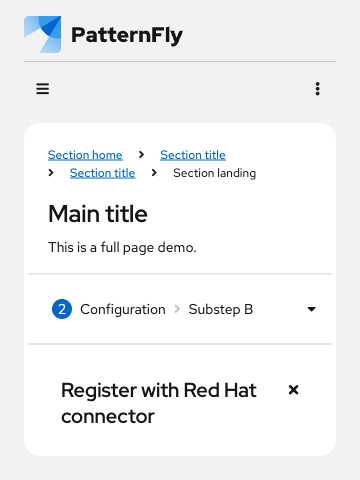 PatternFly
Section home
Section title
Section title
Section landing
Main title
This is a full page demo.
2 Configuration Substep B
Register with Red Hat
connector